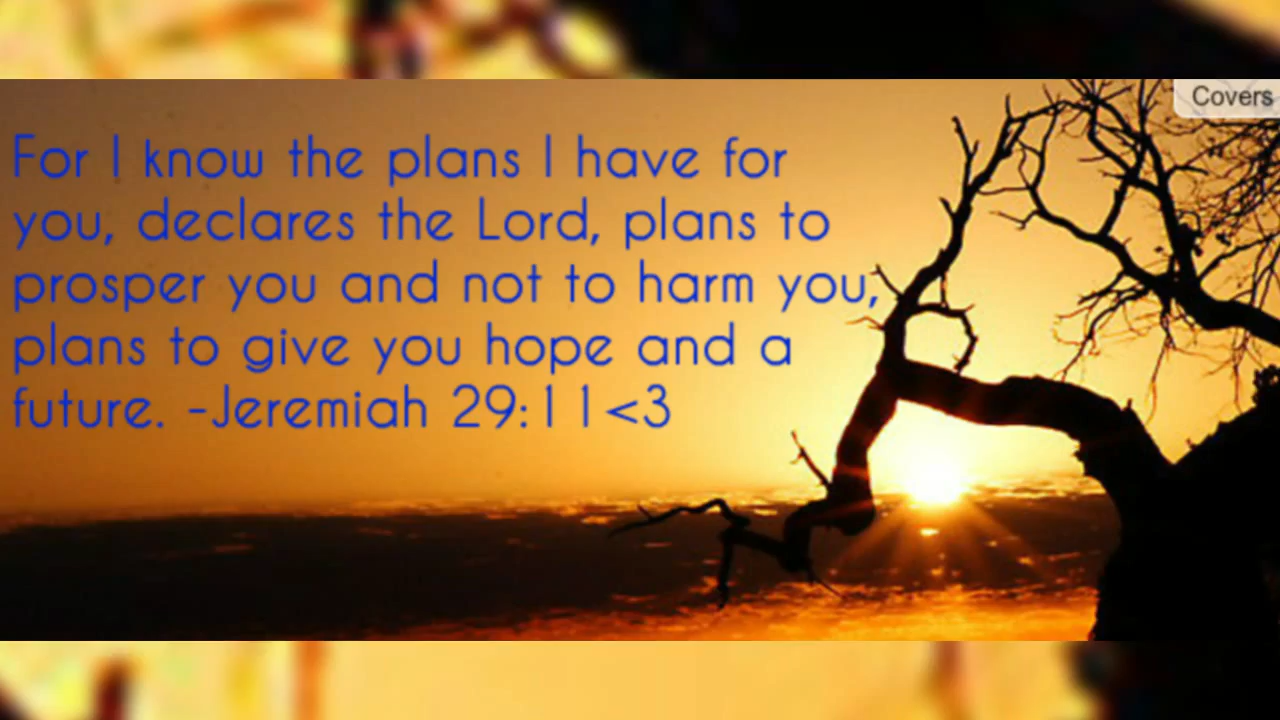 Covers
For I know the plans I have for
you, declares the Lord, plans to
prosper you and not to harm you,
plans to give you hope and a
future. -Jeremiah 29:11<3